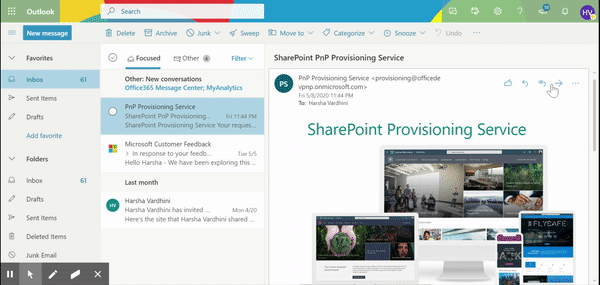 Outlook
Search
10
HV
New message
Delete
Archive
Junk
Sweep
Move to
Categorize
Snooze
Undo
Favorites
Inbox 61
Sent Items
Drafts
Add favorite
Folders
Inbox 61
Drafts
Sent Items
Deleted Items
Junk Email
Focused
Other 4
Filter
Other: New conversations
Office365 Message Center; MyAnalytics
PnP Provisioning Service
SharePoint PnP Provisioning... Fri 11:44 PM
SharePoint Provisioning Service Your reques...
Microsoft Customer Feedback
In response to your feedb... Tue 5/5
Hello Harsha - We have been exploring this ...
Last month
HV
Harsha Vardhini
Harsha Vardhini has invited ... Mon 4/20
Here's the site that Harsha Vardhini shared ...
SharePoint PnP Provisioning Service
PS
PnP Provisioning Service <provisioning@officede
vpnp.onmicrosoft.com>
Fri 5/8/2020 11:44 PM
To: Harsha Vardhini
SharePoint Provisioning Service
FLYSAFE